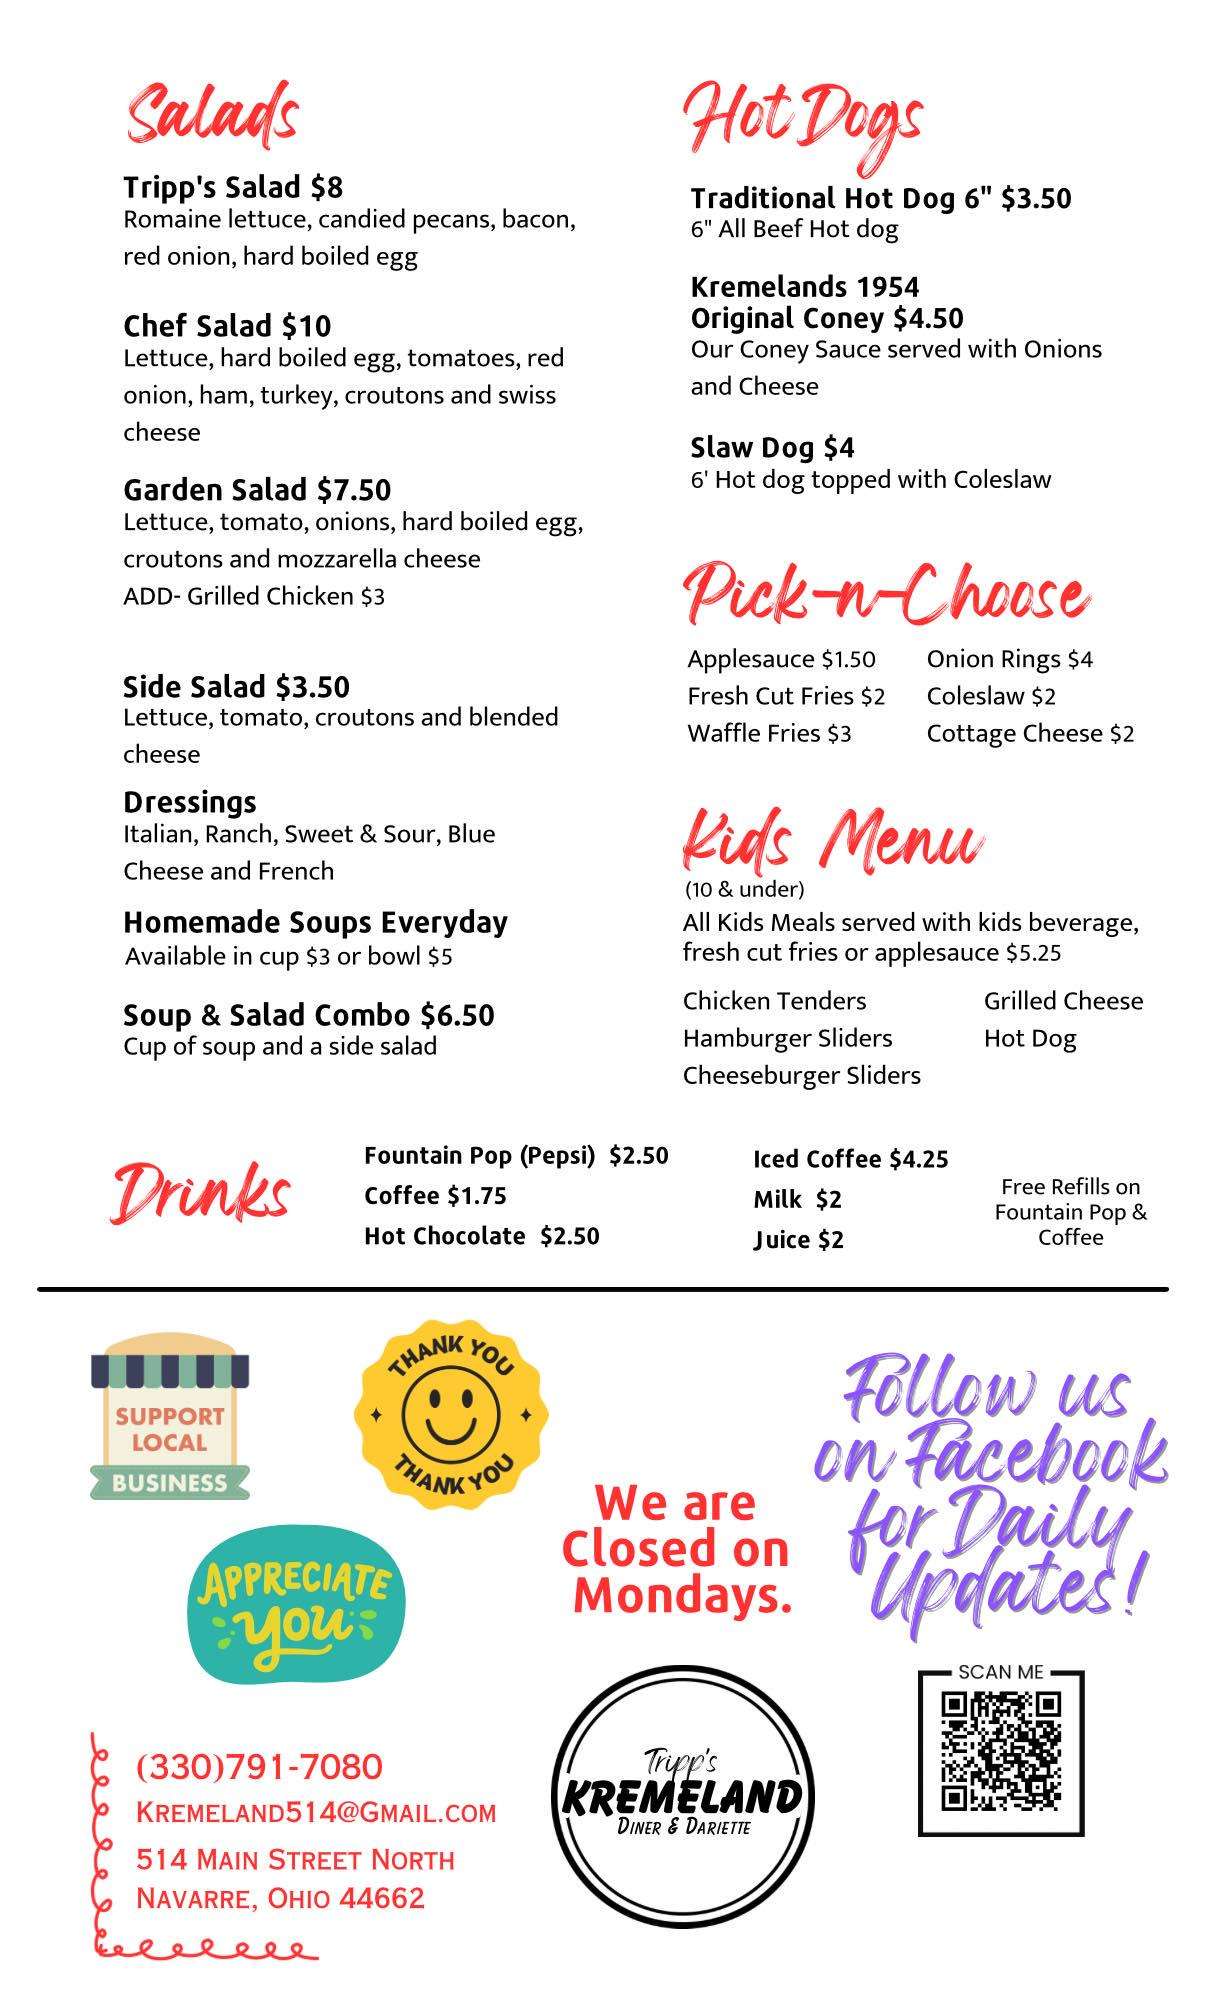 Salads
Tripp's Salad $8
Romaine lettuce, candied pecans, bacon,
red onion, hard boiled egg
Chef Salad $10
Lettuce, hard boiled egg, tomatoes, red
onion, ham, turkey, croutons and swiss
cheese
Garden Salad $7.50
Lettuce, tomato, onions, hard boiled egg,
croutons and mozzarella cheese
ADD- Grilled Chicken $3
Side Salad $3.50
Lettuce, tomato, croutons and blended
cheese
Dressings
Italian, Ranch, Sweet & Sour, Blue
Cheese and French
Homemade Soups Everyday
Available in cup $3 or bowl $5
Soup & Salad Combo $6.50
Cup of soup and a side salad
Hot Dogs
Traditional Hot Dog 6" $3.50
6" All Beef Hot dog
Kremelands 1954
Original Coney $4.50
Our Coney Sauce served with Onions
and Cheese
Slaw Dog $4
6' Hot dog topped with Coleslaw
Pick-n-Choose
Applesauce $1.50
Fresh Cut Fries $2
Waffle Fries $3
Onion Rings $4
Coleslaw $2
Cottage Cheese $2
Kids Menu
(10 & under)
All Kids Meals served with kids beverage,
fresh cut fries or applesauce $5.25
Chicken Tenders
Hamburger Sliders
Cheeseburger Sliders
Grilled Cheese
Hot Dog
Drinks
Fountain Pop (Pepsi) $2.50
Coffee $1.75
Hot Chocolate $2.50
Iced Coffee $4.25
Milk $2
Juice $2
Free Refills on
Fountain Pop &
Coffee
SUPPORT
LOCAL
BUSINESS
THANK YOU
THANK YOU
APPRECIATE
you
We are
Closed on
Mondays.
Follow us
on Facebook
for Daily
Updates!
SCAN ME
(330)791-7080
KREMELAND514@GMAIL.COM
514 MAIN STREET NORTH
NAVARRE, OHIO 44662
Tripp's
KREMELAND
DINER & DARIETTE